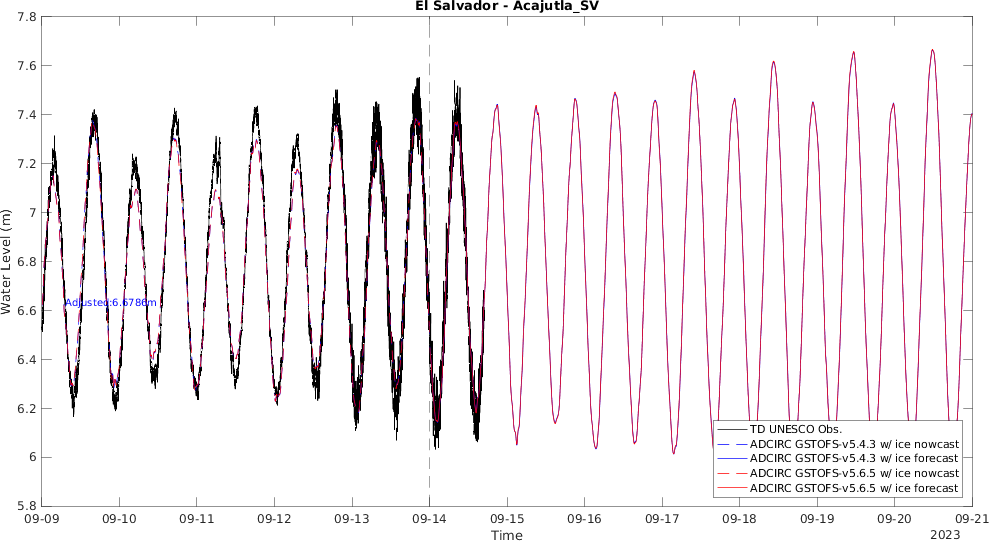 El Salvador - Acajutla_SV
7.8
7.6
7.4
7.2
7
6.8
6.6
6.4
6.2
6
5.8
Water Level (m)
Adjusted:6.6786m
TD UNESCO Obs.
ADCIRC GSTOFS-v5.4.3 w/ ice nowcast
ADCIRC GSTOFS-v5.4.3 w/ ice forecast
ADCIRC GSTOFS-v5.6.5 w/ ice nowcast
ADCIRC GSTOFS-v5.6.5 w/ ice forecast
09-09 09-10 09-11 09-12 09-13 09-14 09-15 09-16 09-17 09-18 09-19 09-20 09-21
Time
2023